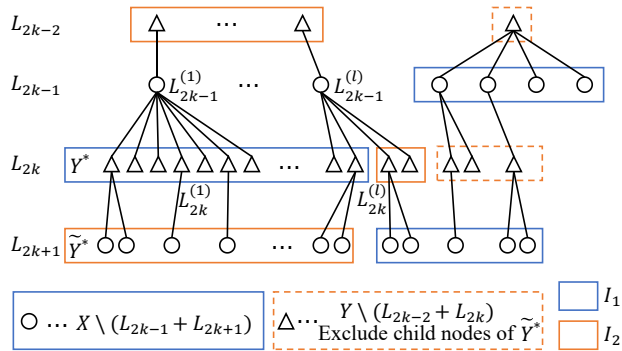 L_{2k-2} ...
L_{2k-1} L_{2k-1}^{(1)} ... L_{2k-1}^{(l)}
L_{2k} Y^* ...
L_{2k}^{(1)} L_{2k}^{(l)}
L_{2k+1} \widetilde{Y}^* ...
... X \ (L_{2k-1} + L_{2k+1})
... Y \ (L_{2k-2} + L_{2k})
Exclude child nodes of \widetilde{Y}^*
I_1
I_2